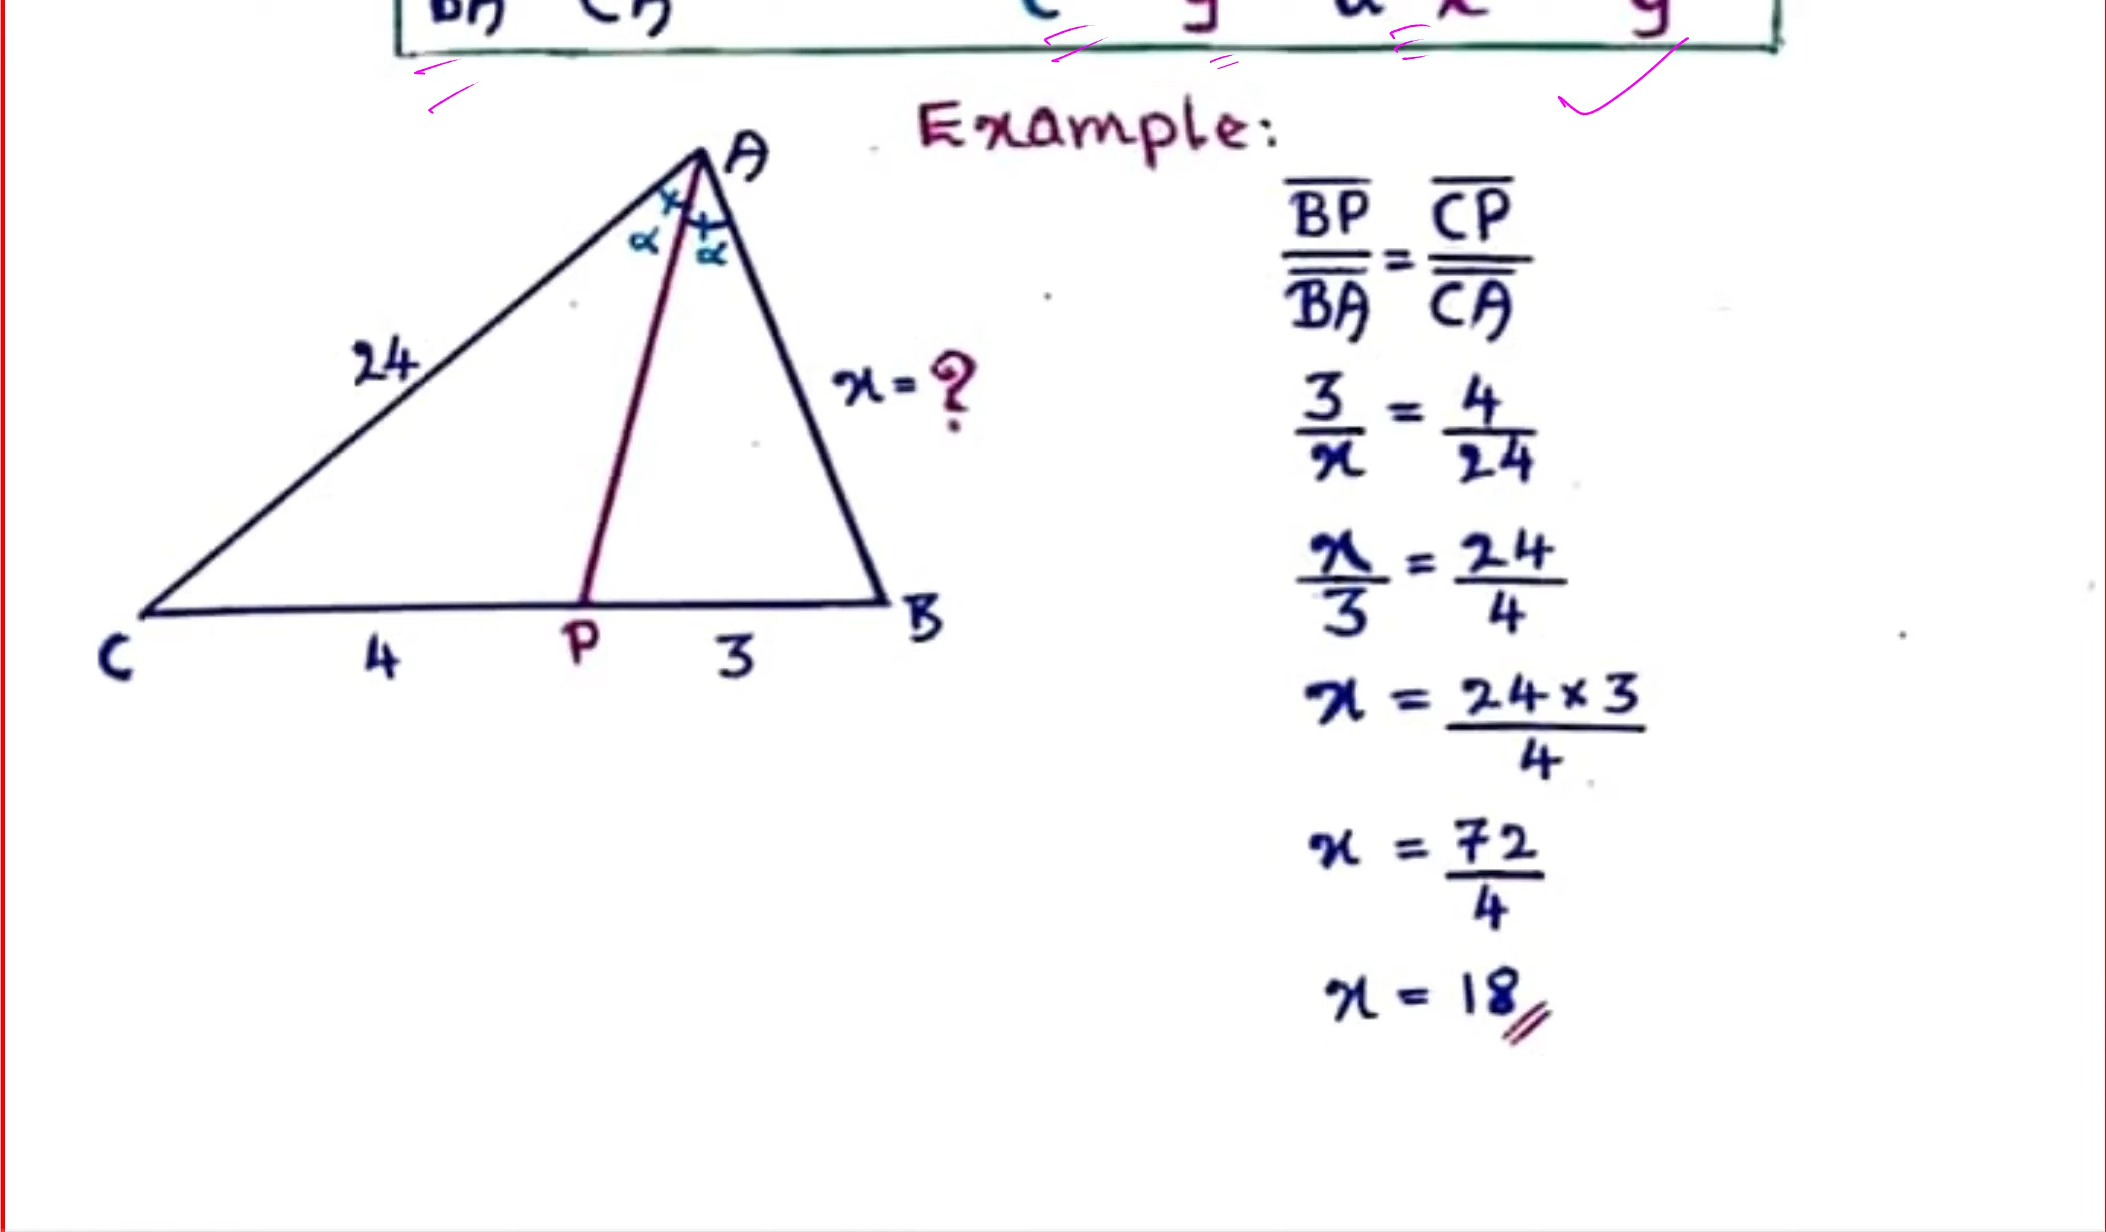 Example:
A
α α
24
x = ?
C 4 P 3 B
BP/BA = CP/CA
3/x = 4/24
x/3 = 24/4
x = 24×3/4
x = 72/4
x = 18